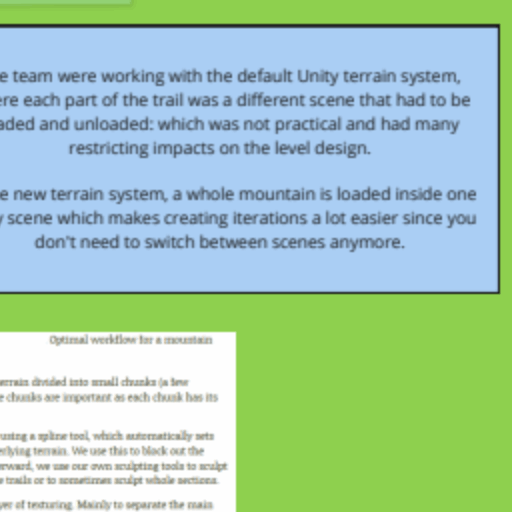 e team were working with the default Unity terrain system,
ere each part of the trail was a different scene that had to be
aded and unloaded: which was not practical and had many
restricting impacts on the level design.
e new terrain system, a whole mountain is loaded inside one
y scene which makes creating iterations a lot easier since you
don't need to switch between scenes anymore.
Optimal workflow for a mountain
errain divided into small chunks (a few
e chunks are important as each chunk has its
using a spline tool, which automatically sets
erlying terrain. We use this to block out the
erward, we use our own sculpting tools to sculpt
e trails or to sometimes sculpt whole sections.
yer of texturing. Mainly to separate the main